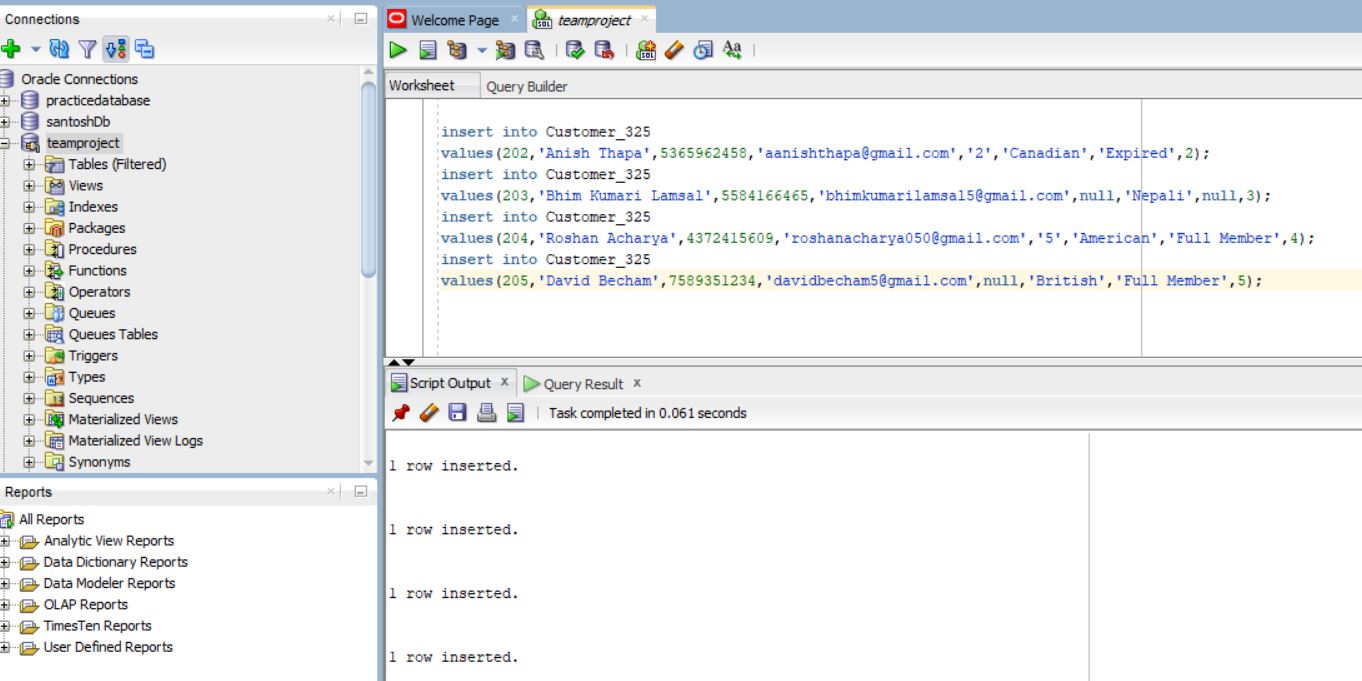 Connections
Oracle Connections
practicedatabase
santoshDb
teamproject
Tables (Filtered)
Views
Indexes
Packages
Procedures
Functions
Operators
Queues
Queues Tables
Triggers
Types
Sequences
Materialized Views
Materialized View Logs
Synonyms
Reports
All Reports
Analytic View Reports
Data Dictionary Reports
Data Modeler Reports
OLAP Reports
TimesTen Reports
User Defined Reports
Welcome Page
teamproject
Worksheet Query Builder
insert into Customer_325
values(202,'Anish Thapa',5365962458,'aanishthapa@gmail.com','2','Canadian','Expired',2);
insert into Customer_325
values(203,'Bhim Kumari Lamsal',5584166465,'bhimkumarilamsal5@gmail.com',null,'Nepali',null,3);
insert into Customer_325
values(204,'Roshan Acharya',4372415609,'roshanacharya050@gmail.com','5','American','Full Member',4);
insert into Customer_325
values(205,'David Becham',7589351234,'davidbecham5@gmail.com',null,'British','Full Member',5);
Script Output x Query Result x
Task completed in 0.061 seconds
1 row inserted.
1 row inserted.
1 row inserted.
1 row inserted.